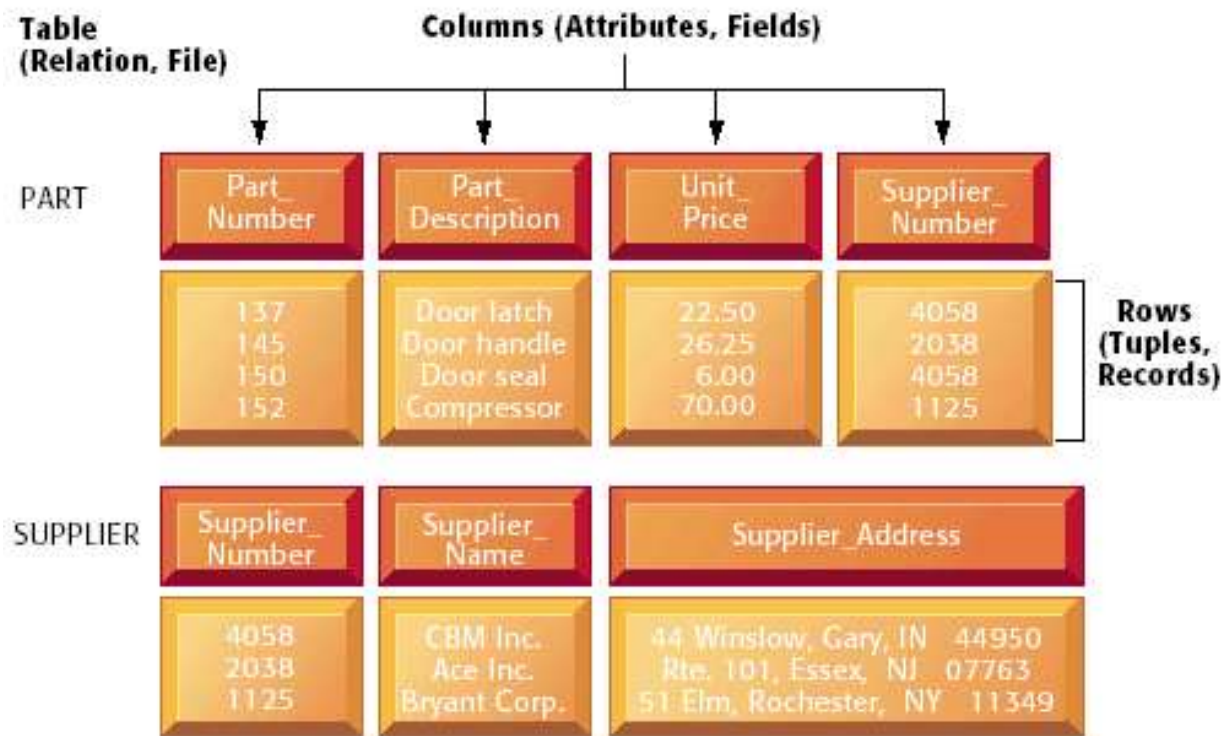 Table
(Relation, File)
Columns (Attributes, Fields)
PART
Part_
Number
Part_
Description
Unit_
Price
Supplier_
Number
137 Door latch 22.50 4058
145 Door handle 26.25 2038
150 Door seal 6.00 4058
152 Compressor 70.00 1125
Rows
(Tuples,
Records)
SUPPLIER
Supplier_
Number
Supplier_
Name
Supplier_Address
4058 CBM Inc. 44 Winslow, Gary, IN 44950
2038 Ace Inc. Rte. 101, Essex, NJ 07763
1125 Bryant Corp. 51 Elm, Rochester, NY 11349